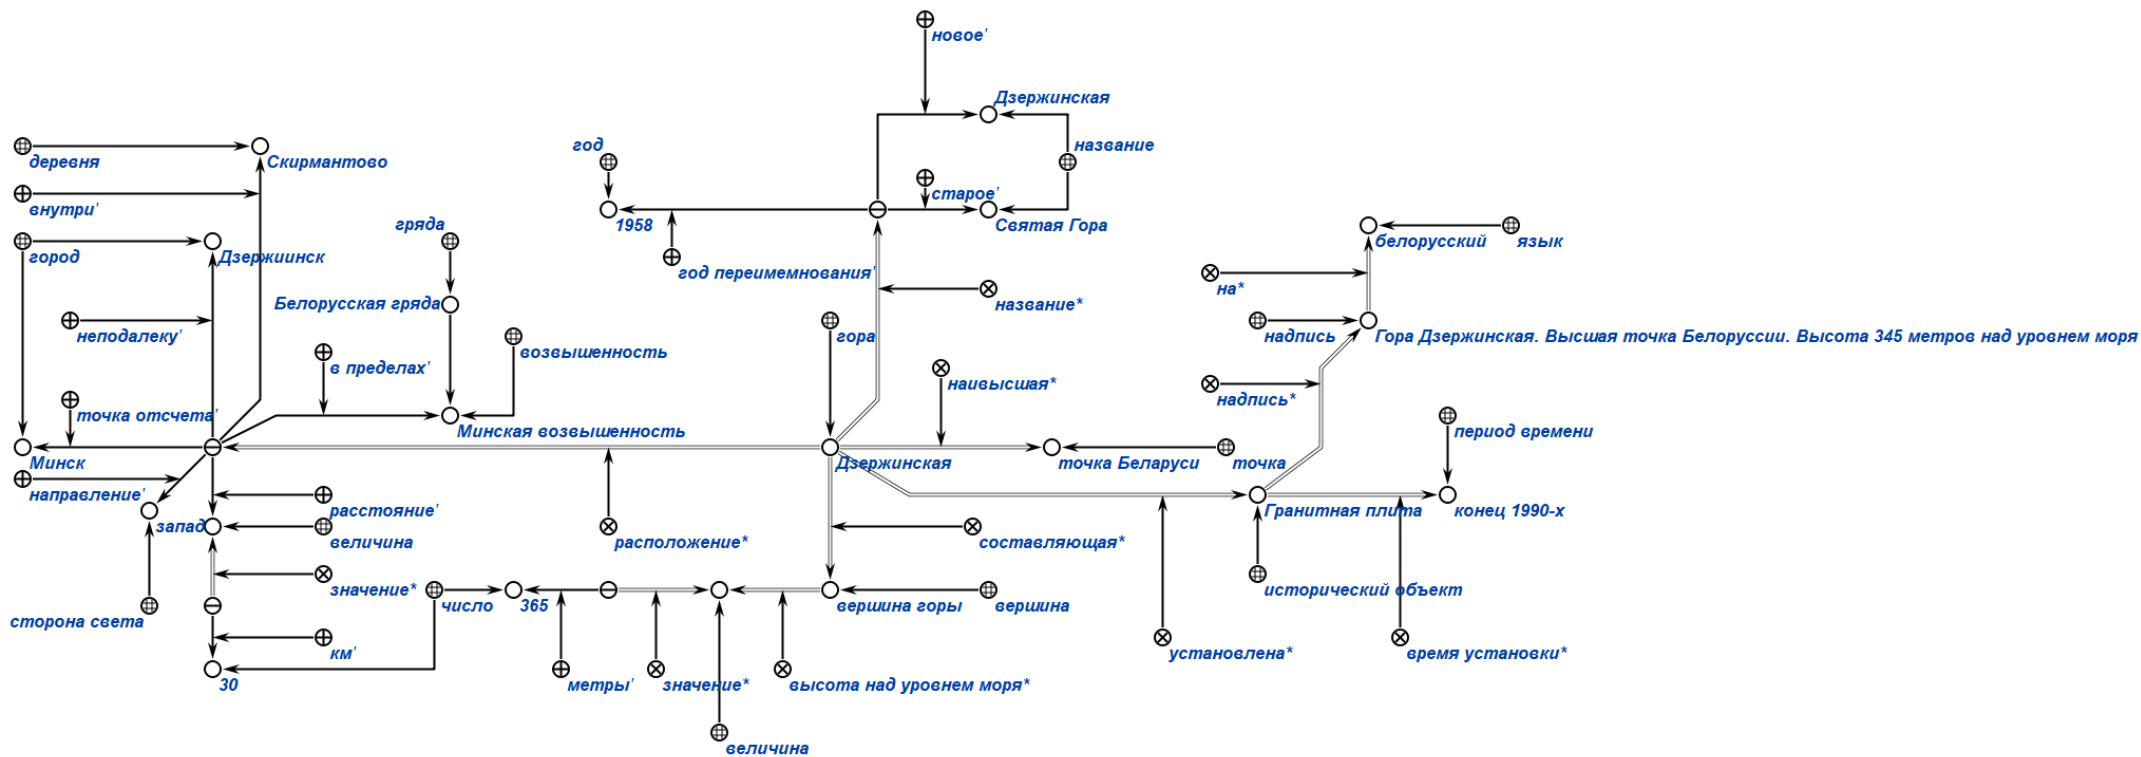 новое'
Дзержинская
год
название
деревня
Скирмантово
старое'
внутри'
1958
Святая Гора
гряда
город
Дзержиинск
белорусский
язык
год переимемнования'
на*
Белорусская гряда
название*
неподалеку'
гора
надпись
Гора Дзержинская. Высшая точка Белоруссии. Высота 345 метров над уровнем моря
возвышенность
в пределах'
наивысшая*
надпись*
точка отсчета'
Минская возвышенность
период времени
Минск
Дзержинская
точка Беларуси
точка
направление'
расстояние'
Гранитная плита
конец 1990-х
запад
величина
расположение*
составляющая*
значение*
число
365
вершина горы
вершина
исторический объект
сторона света
км'
установлена*
время установки*
30
метры'
значение*
высота над уровнем моря*
величина